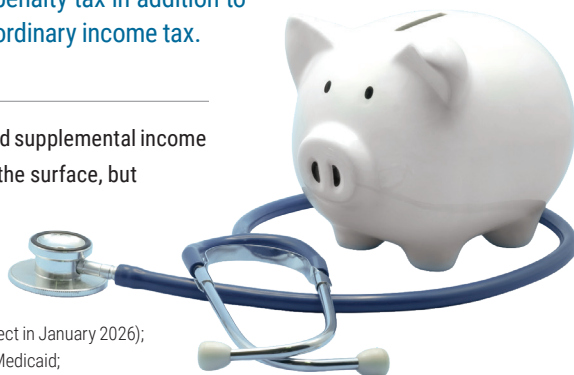 penalty tax in addition to
ordinary income tax.
d supplemental income
the surface, but
ect in January 2026);
Medicaid;